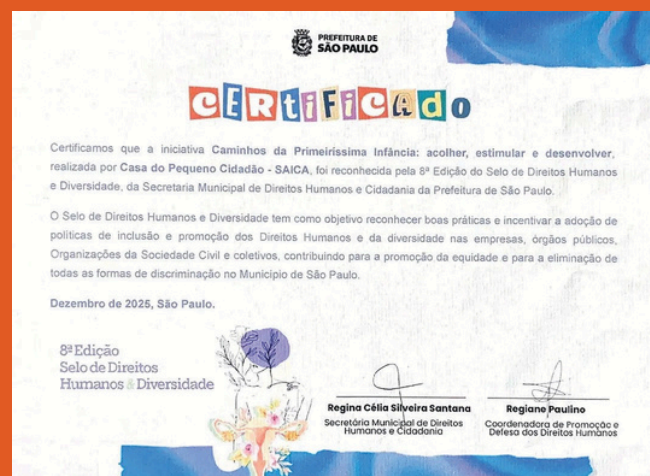 PREFEITURA DE
SÃO PAULO
CERtiFiCAdo
Certificamos que a iniciativa Caminhos da Primeiríssima Infância: acolher, estimular e desenvolver,
realizada por Casa do Pequeno Cidadão - SAICA, foi reconhecida pela 8ª Edição do Selo de Direitos Humanos
e Diversidade, da Secretaria Municipal de Direitos Humanos e Cidadania da Prefeitura de São Paulo.
O Selo de Direitos Humanos e Diversidade tem como objetivo reconhecer boas práticas e incentivar a adoção de
políticas de inclusão e promoção dos Direitos Humanos e da diversidade nas empresas, órgãos públicos,
Organizações da Sociedade Civil e coletivos, contribuindo para a promoção da equidade e para a eliminação de
todas as formas de discriminação no Município de São Paulo.
Dezembro de 2025, São Paulo.
8ª Edição
Selo de Direitos
Humanos & Diversidade
Regina Célia Silveira Santana
Secretária Municipal de Direitos
Humanos e Cidadania
Regiane Paulino
Coordenadora de Promoção e
Defesa dos Direitos Humanos